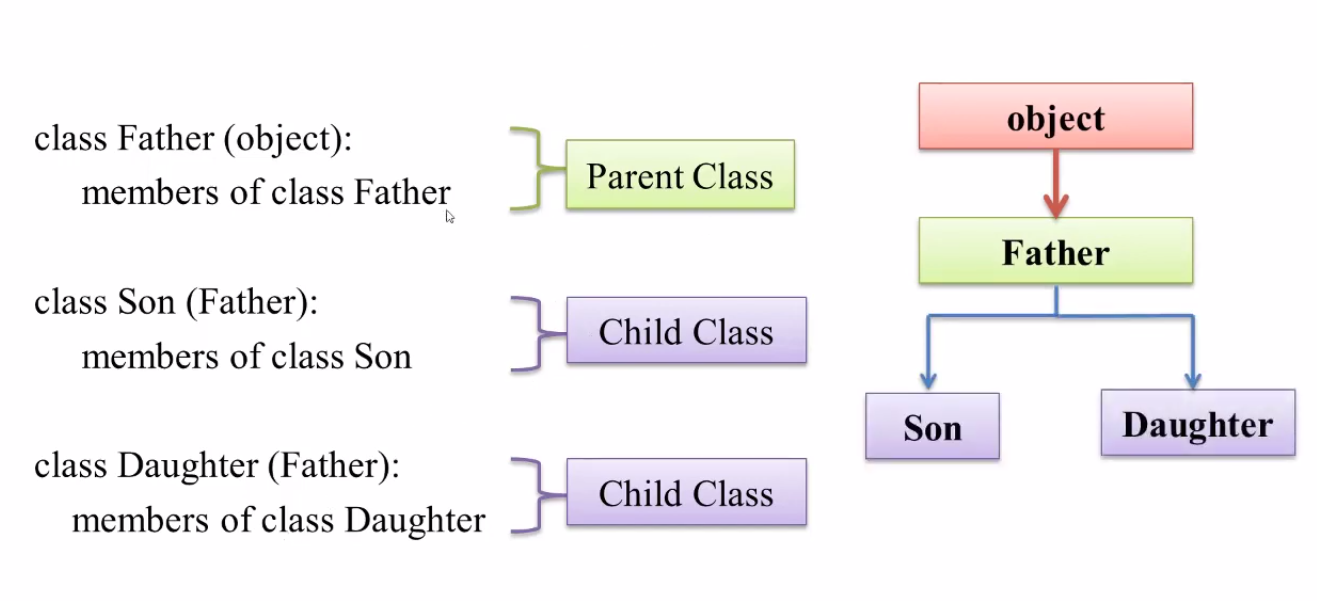 class Father (object):
members of class Father
Parent Class
class Son (Father):
members of class Son
Child Class
class Daughter (Father):
members of class Daughter
Child Class
object
Father
Son
Daughter